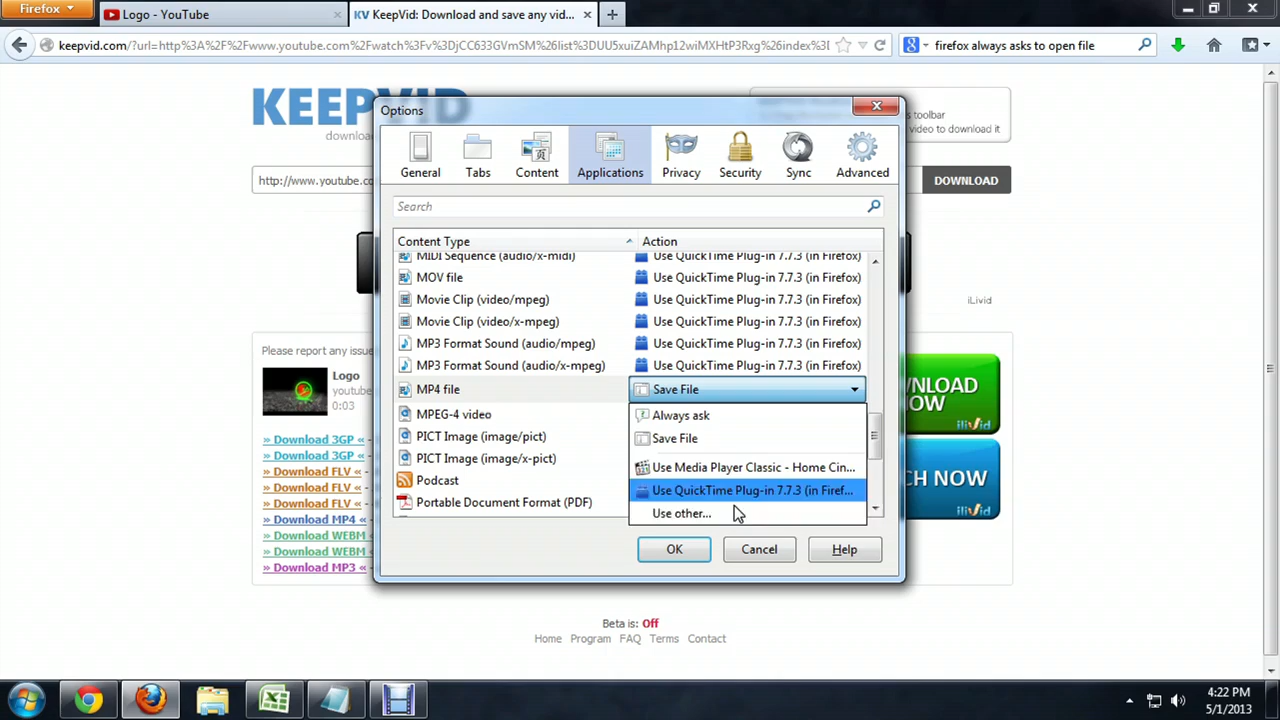 Firefox
Logo - YouTube
KV KeepVid: Download and save any vid...
keepvid.com/?url=http%3A%2F%2Fwww.youtube.com%2Fwatch%3Fv%3DjCC633GVmSM%26list%3DUU5xuiZAMhp12wiMXHtP3Rxg%26index%3D
firefox always asks to open file
KEEPVID
toolbar
video to download it
http://www.youtube.co
DOWNLOAD
Options
General
Tabs
Content
Applications
Privacy
Security
Sync
Advanced
Search
Content Type
Action
MIDI Sequence (audio/x-midi)
Use QuickTime Plug-in 7.7.3 (in Firefox)
MOV file
Use QuickTime Plug-in 7.7.3 (in Firefox)
Movie Clip (video/mpeg)
Use QuickTime Plug-in 7.7.3 (in Firefox)
Movie Clip (video/x-mpeg)
Use QuickTime Plug-in 7.7.3 (in Firefox)
MP3 Format Sound (audio/mpeg)
Use QuickTime Plug-in 7.7.3 (in Firefox)
MP3 Format Sound (audio/x-mpeg)
Use QuickTime Plug-in 7.7.3 (in Firefox)
MP4 file
Save File
MPEG-4 video
Always ask
PICT Image (image/pict)
Save File
PICT Image (image/x-pict)
Use Media Player Classic - Home Cin...
Podcast
Use QuickTime Plug-in 7.7.3 (in Firef...
Portable Document Format (PDF)
Use other...
OK
Cancel
Help
iLivid
Please report any issue
Logo
youtube
0:03
» Download 3GP « -
» Download 3GP « -
» Download FLV « -
» Download FLV « -
» Download FLV « -
» Download MP4 « -
» Download WEBM «
» Download WEBM «
» Download MP3 « -
WNLOAD
NOW
iLivid
CH NOW
iLivid
Beta is: Off
Home
Program
FAQ
Terms
Contact
4:22 PM
5/1/2013